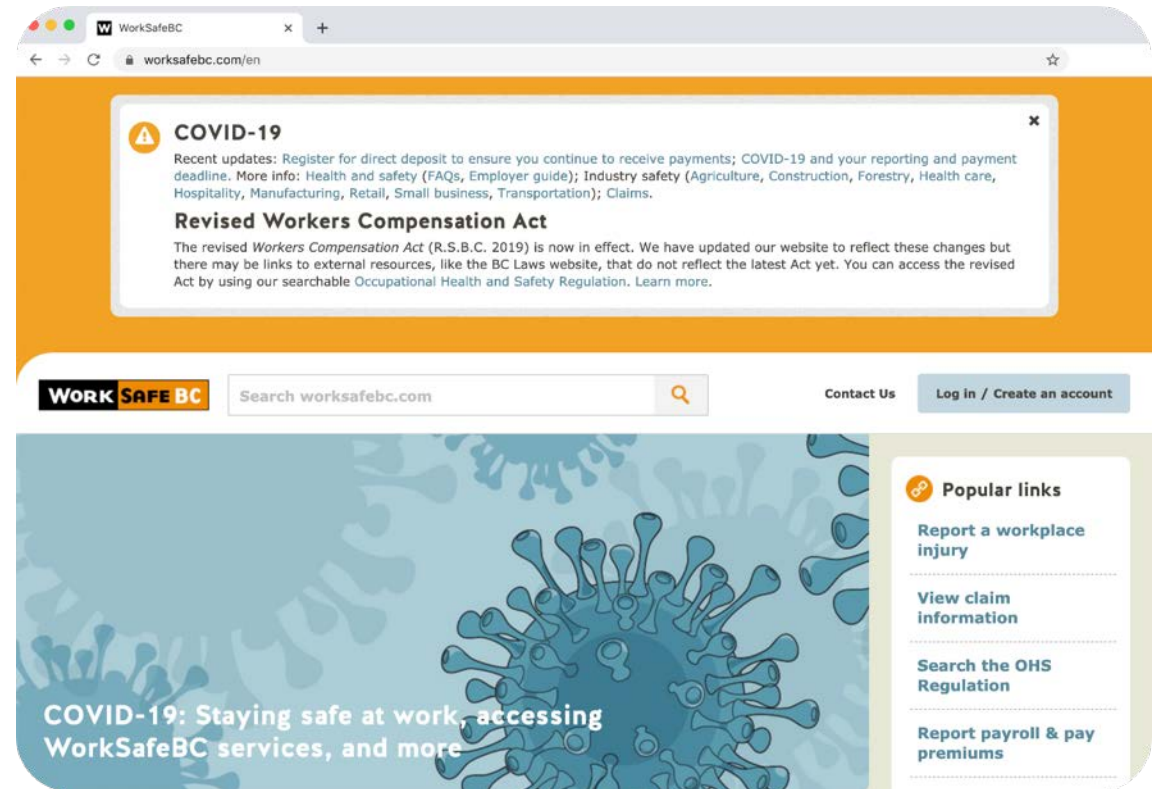 WorkSafeBC
worksafebc.com/en
COVID-19
Recent updates: Register for direct deposit to ensure you continue to receive payments; COVID-19 and your reporting and payment
deadline. More info: Health and safety (FAQs, Employer guide); Industry safety (Agriculture, Construction, Forestry, Health care,
Hospitality, Manufacturing, Retail, Small business, Transportation); Claims.
Revised Workers Compensation Act
The revised Workers Compensation Act (R.S.B.C. 2019) is now in effect. We have updated our website to reflect these changes but
there may be links to external resources, like the BC Laws website, that do not reflect the latest Act yet. You can access the revised
Act by using our searchable Occupational Health and Safety Regulation. Learn more.
WORK SAFE BC
Search worksafebc.com
Contact Us
Log in / Create an account
Popular links
Report a workplace
injury
View claim
information
Search the OHS
Regulation
Report payroll & pay
premiums
COVID-19: Staying safe at work, accessing
WorkSafeBC services, and more